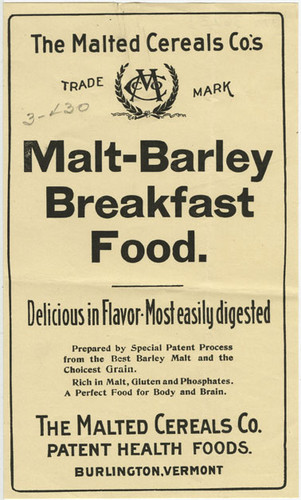 The Malted Cereals Co.'s
TRADE MCCo MARK
3-230
Malt-Barley
Breakfast
Food.
Delicious in Flavor-Most easily digested
Prepared by Special Patent Process
from the Best Barley Malt and the
Choicest Grain.
Rich in Malt, Gluten and Phosphates.
A Perfect Food for Body and Brain.
THE MALTED CEREALS CO.
PATENT HEALTH FOODS.
BURLINGTON, VERMONT